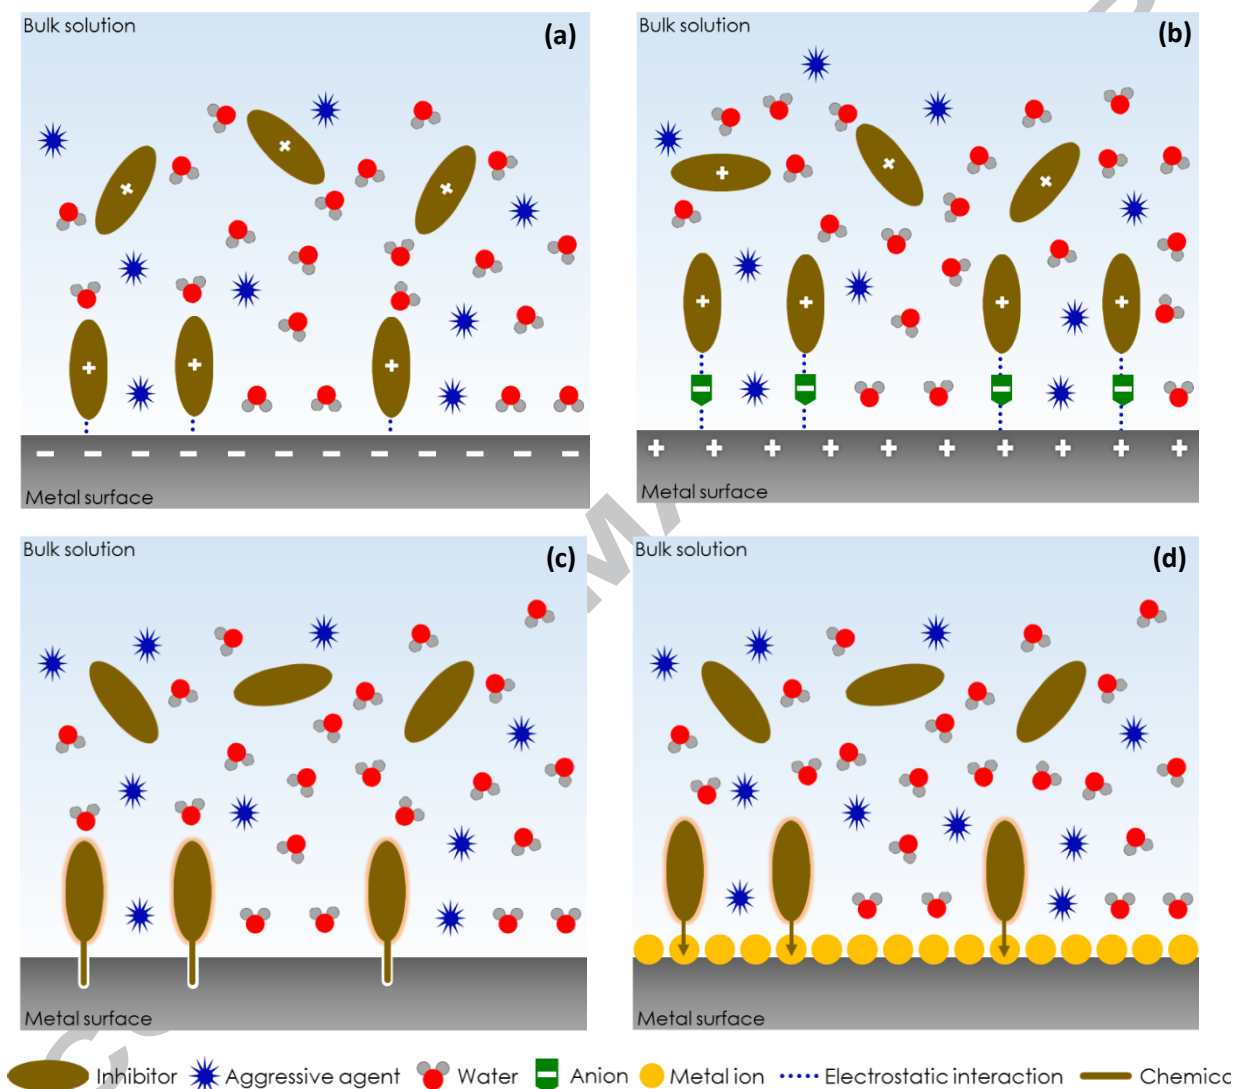 Bulk solution
(a)
Metal surface
Bulk solution
(b)
Metal surface
Bulk solution
(c)
Metal surface
Bulk solution
(d)
Metal surface
Inhibitor Aggressive agent Water Anion Metal ion Electrostatic interaction